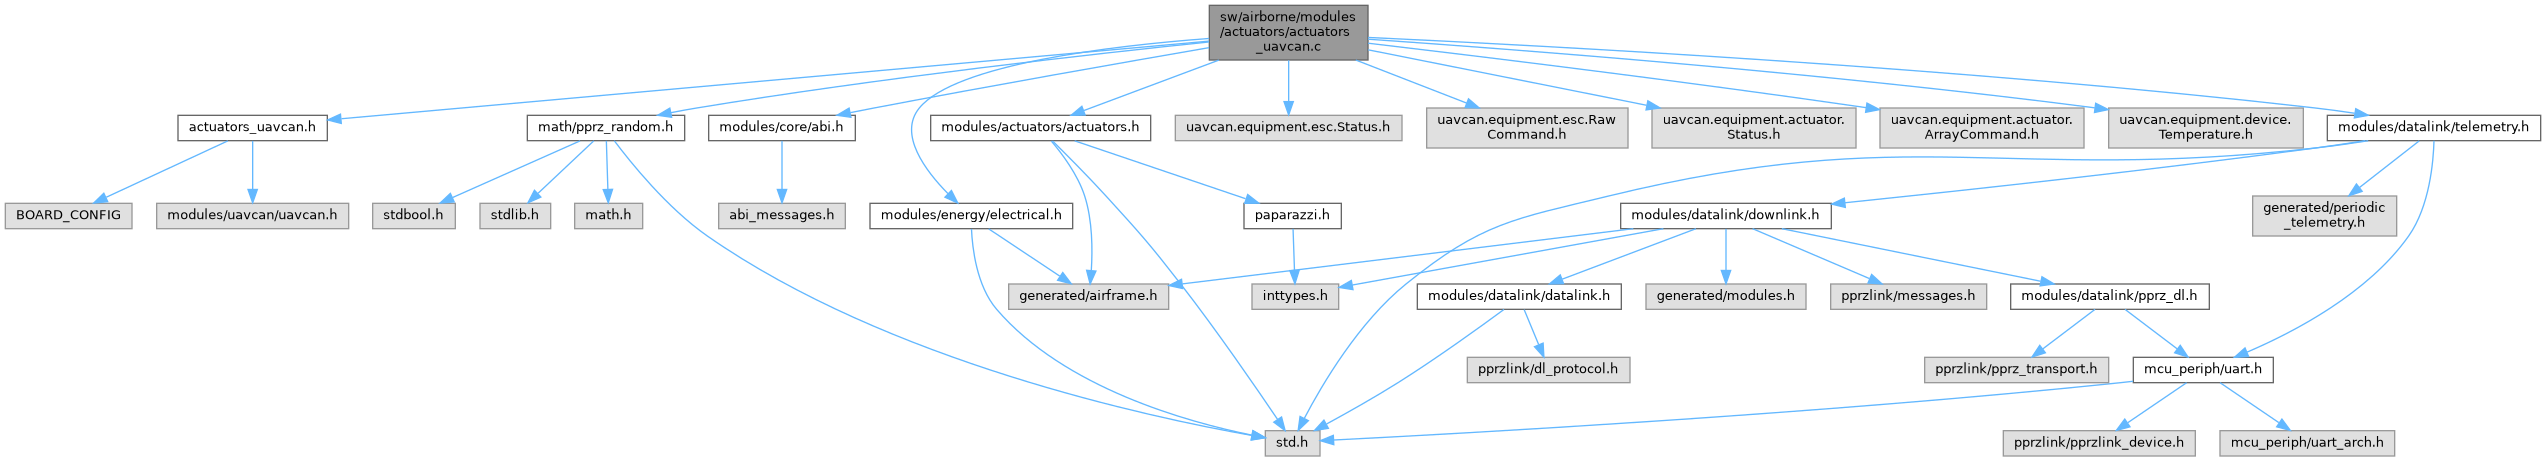 sw/airborne/modules
/actuators/actuators
_uavcan.c
actuators_uavcan.h
math/pprz_random.h
modules/core/abi.h
modules/actuators/actuators.h
uavcan.equipment.esc.Status.h
uavcan.equipment.esc.Raw
Command.h
uavcan.equipment.actuator.
Status.h
uavcan.equipment.actuator.
ArrayCommand.h
uavcan.equipment.device.
Temperature.h
modules/datalink/telemetry.h
BOARD_CONFIG
modules/uavcan/uavcan.h
stdbool.h
stdlib.h
math.h
abi_messages.h
modules/energy/electrical.h
paparazzi.h
modules/datalink/downlink.h
generated/periodic
_telemetry.h
generated/airframe.h
inttypes.h
modules/datalink/datalink.h
generated/modules.h
pprzlink/messages.h
modules/datalink/pprz_dl.h
pprzlink/dl_protocol.h
pprzlink/pprz_transport.h
mcu_periph/uart.h
std.h
pprzlink/pprzlink_device.h
mcu_periph/uart_arch.h